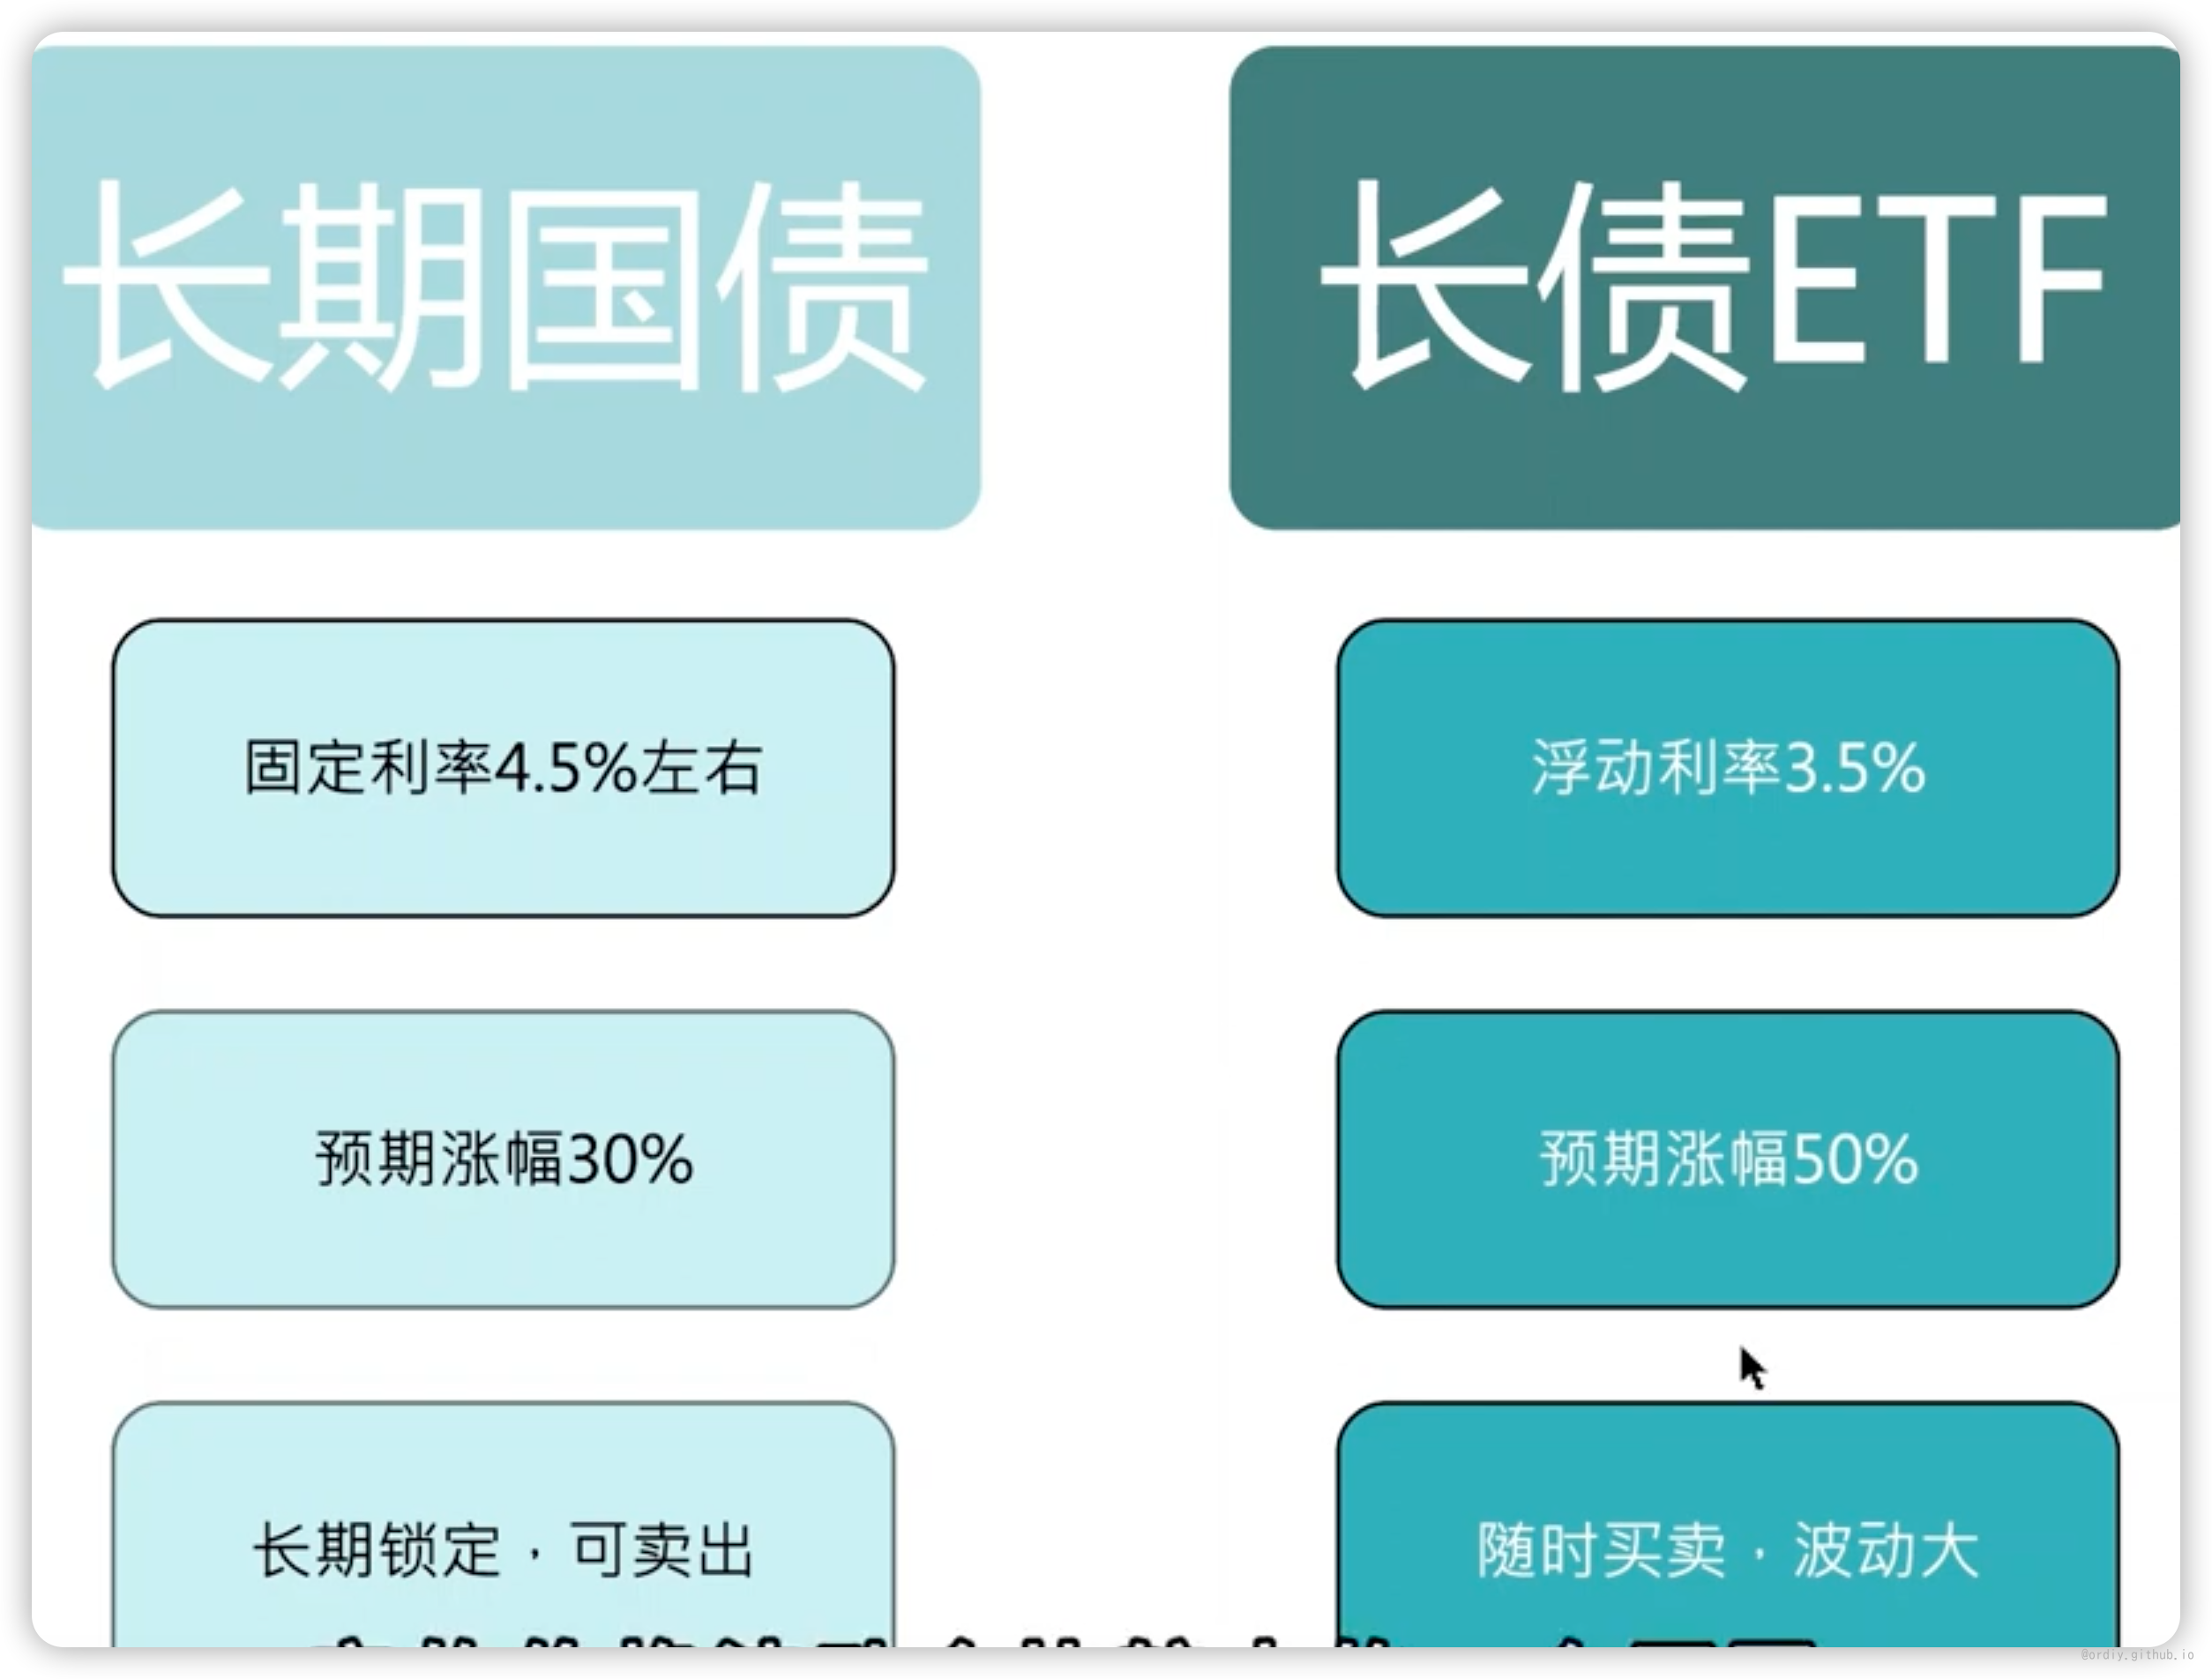 长期国债
长债ETF
固定利率4.5%左右
浮动利率3.5%
预期涨幅30%
预期涨幅50%
长期锁定，可卖出
随时买卖，波动大
@ordiy.github.io